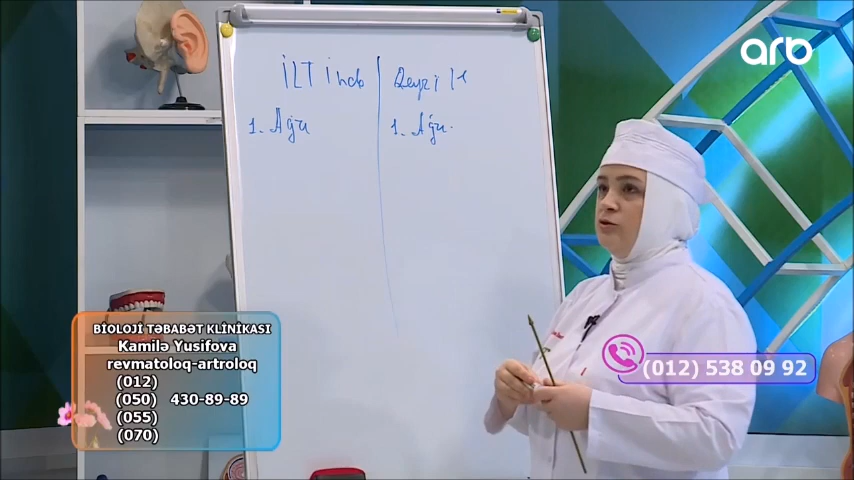 arb
İLTİhab
Qeyri İl
1. Ağrı
1. Ağrı.
BİOLOJİ TƏBABƏT KLİNİKASI
Kamilə Yusifova
revmatoloq-artroloq
(012)
(050) 430-89-89
(055)
(070)
(012) 538 09 92